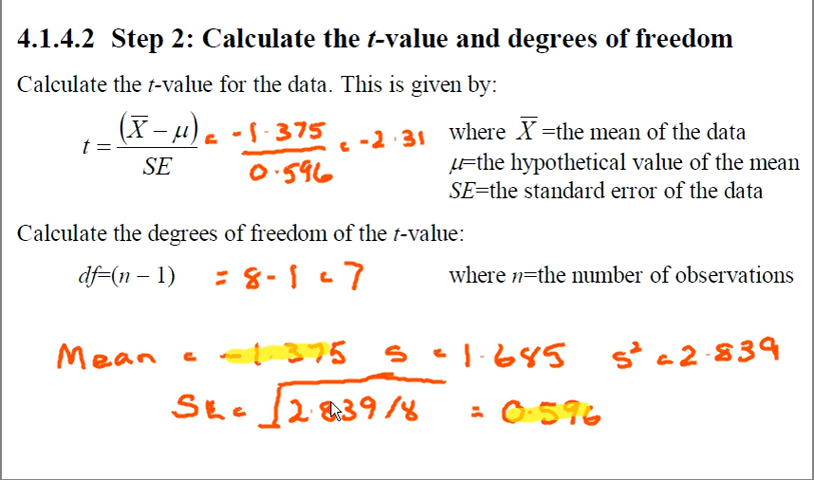 4.1.4.2 Step 2: Calculate the t-value and degrees of freedom
Calculate the t-value for the data. This is given by:
t = (X̅ − μ) / SE = -1.375 / 0.596 = -2.31
where X̅ =the mean of the data
μ=the hypothetical value of the mean
SE=the standard error of the data
Calculate the degrees of freedom of the t-value:
df=(n − 1) = 8 - 1 = 7 where n=the number of observations
Mean = -1.375 s = 1.685 s² = 2.839
SE = √2.839/8 = 0.596